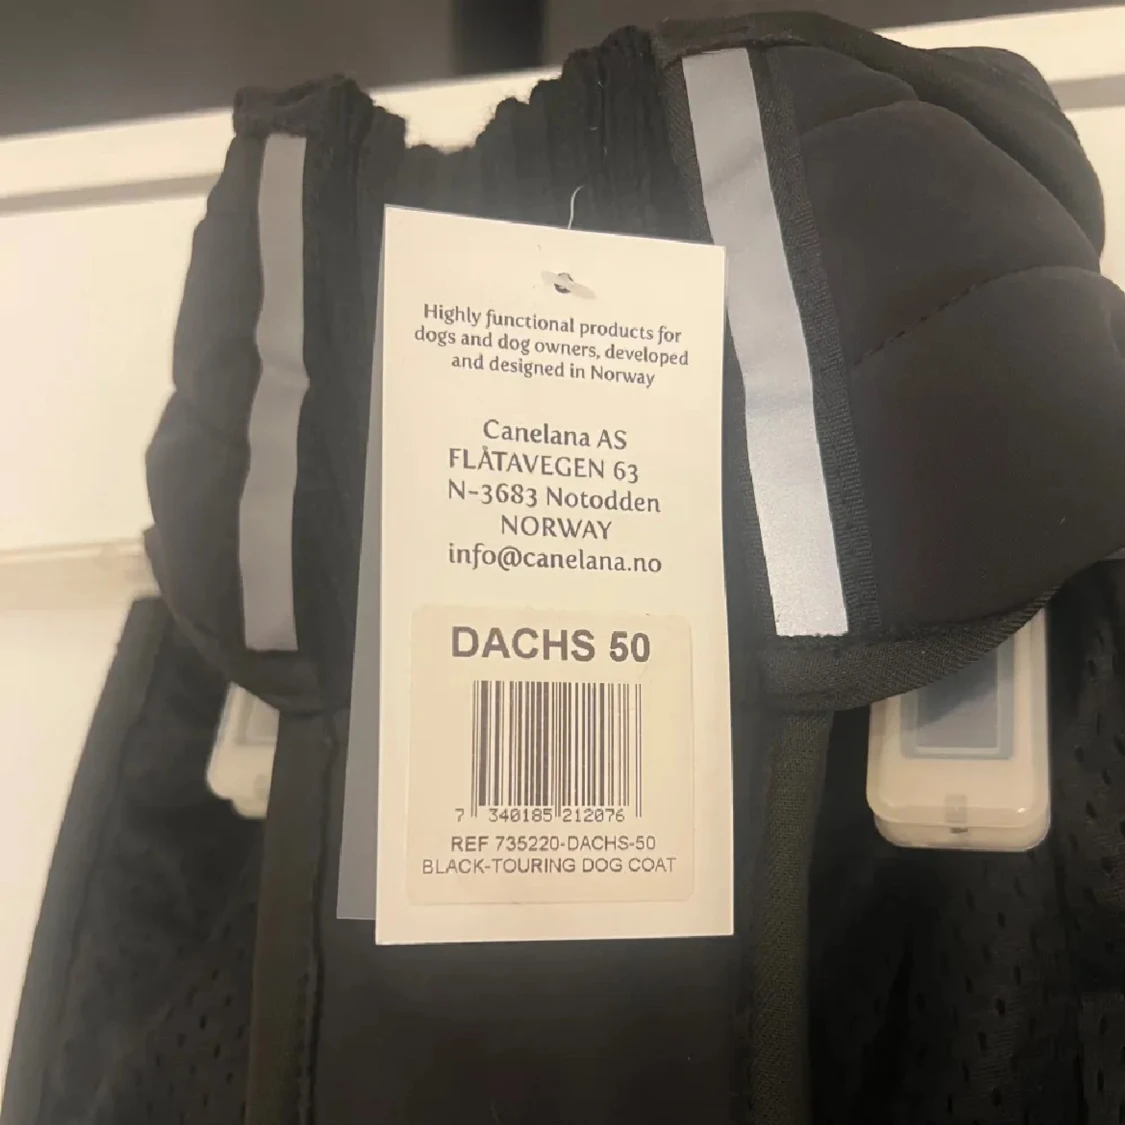 Highly functional products for
dogs and dog owners, developed
and designed in Norway
Canelana AS
FLÅTAVEGEN 63
N-3683 Notodden
NORWAY
info@canelana.no
DACHS 50
7 340185 212076
REF 735220-DACHS-50
BLACK-TOURING DOG COAT